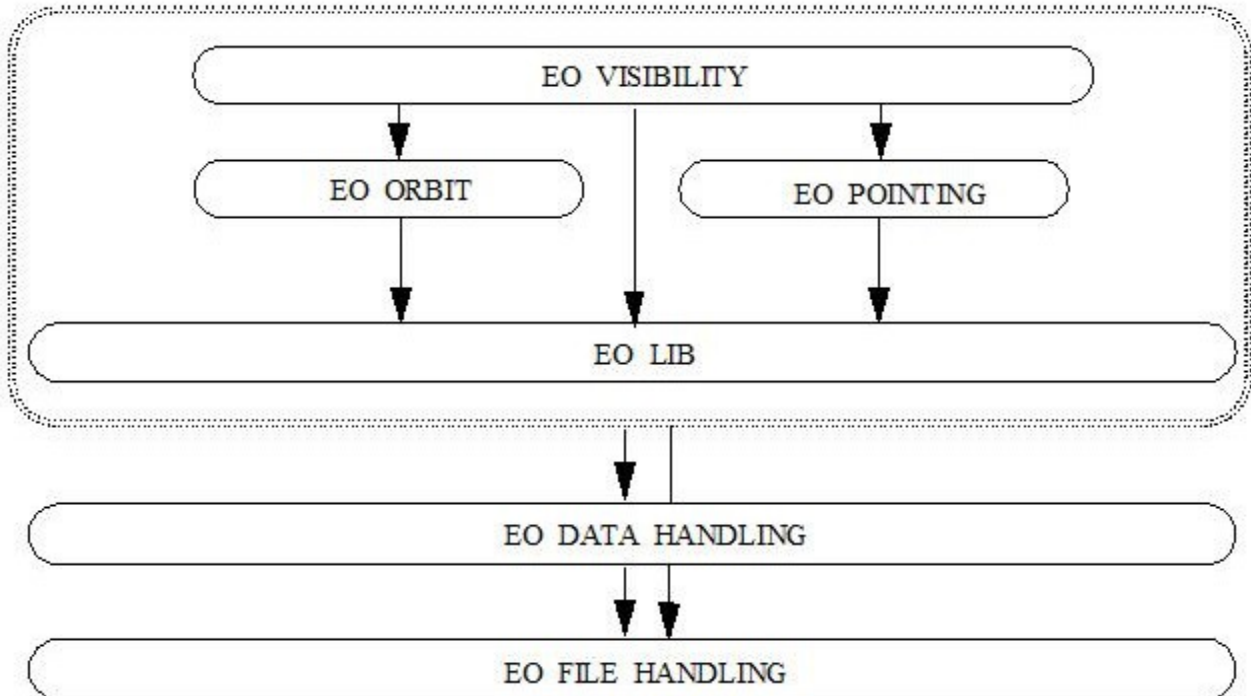 EO VISIBILITY
EO ORBIT
EO POINTING
EO LIB
EO DATA HANDLING
EO FILE HANDLING